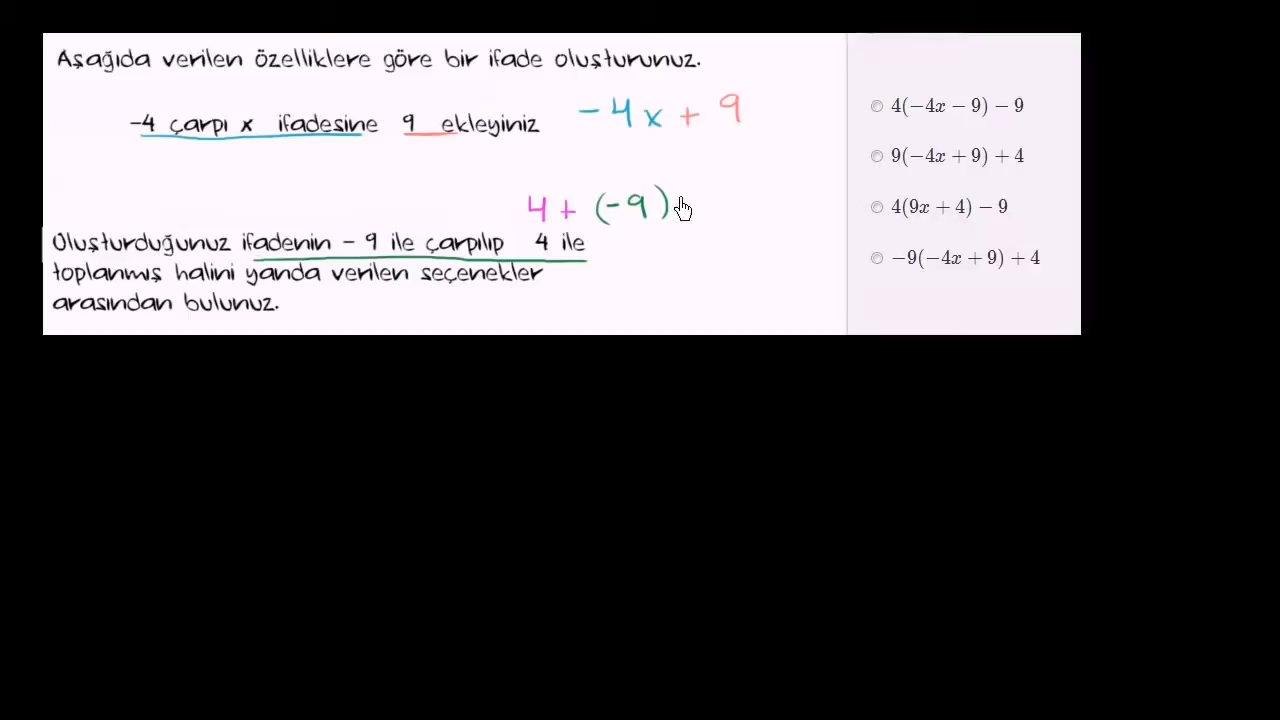 Aşağıda verilen özelliklere göre bir ifade oluşturunuz.
-4 çarpı x ifadesine 9 ekleyiniz
-4x + 9
4 + (-9)
Oluşturduğunuz ifadenin - 9 ile çarpılıp 4 ile
toplanmış halini yanda verilen seçenekler
arasından bulunuz.
4(−4x − 9) − 9
9(−4x + 9) + 4
4(9x + 4) − 9
−9(−4x + 9) + 4